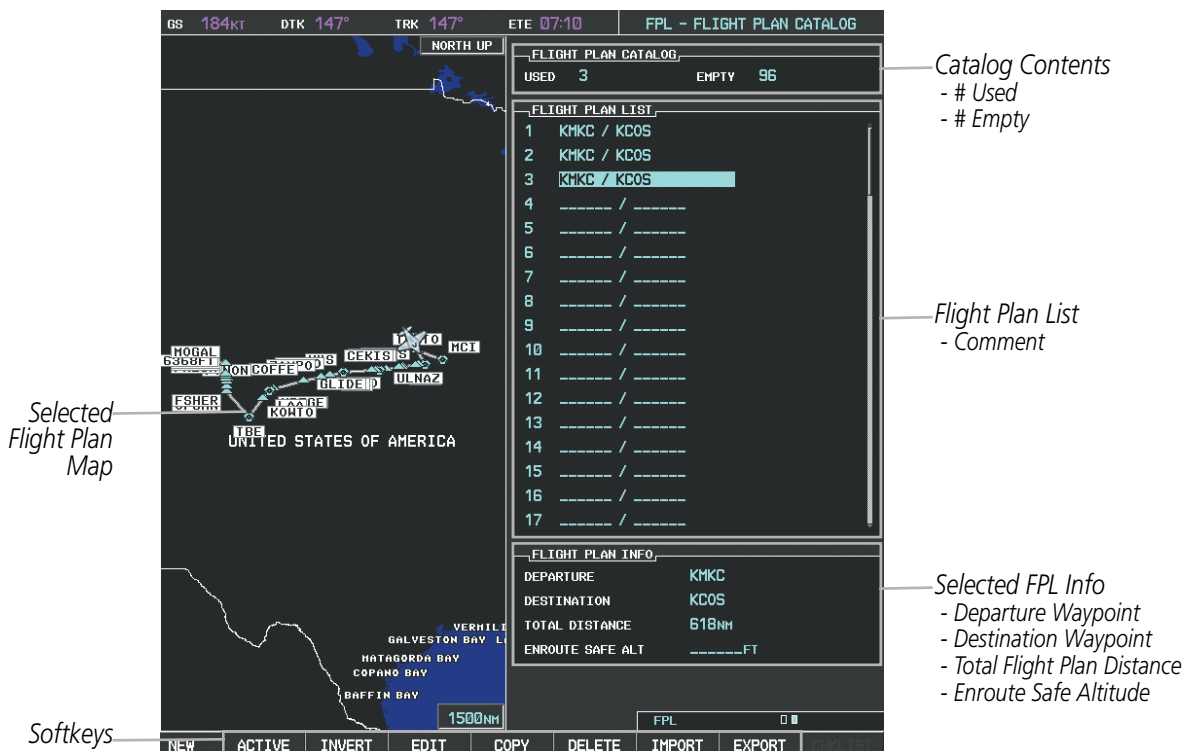 GS 184KT DTK 147° TRK 147° ETE 07:10 FPL - FLIGHT PLAN CATALOG
NORTH UP
FLIGHT PLAN CATALOG
USED 3 EMPTY 96
Catalog Contents
- # Used
- # Empty
FLIGHT PLAN LIST
1 KMKC / KCOS
2 KMKC / KCOS
3 KMKC / KCOS
4 ______ / ______
5 ______ / ______
6 ______ / ______
7 ______ / ______
8 ______ / ______
9 ______ / ______
10 ______ / ______
11 ______ / ______
12 ______ / ______
13 ______ / ______
14 ______ / ______
15 ______ / ______
16 ______ / ______
17 ______ / ______
Flight Plan List
- Comment
MCI
MOGAL
6368FT
COFFE
CEKIS
GLIDE
ULNAZ
FSHER
KOWTO
TBE
UNITED STATES OF AMERICA
Selected
Flight Plan
Map
FLIGHT PLAN INFO
DEPARTURE KMKC
DESTINATION KCOS
TOTAL DISTANCE 618NM
ENROUTE SAFE ALT ______FT
Selected FPL Info
- Departure Waypoint
- Destination Waypoint
- Total Flight Plan Distance
- Enroute Safe Altitude
GALVESTON BAY
MATAGORDA BAY
COPANO BAY
BAFFIN BAY
1500NM
FPL
Softkeys
NEW ACTIVE INVERT EDIT COPY DELETE IMPORT EXPORT